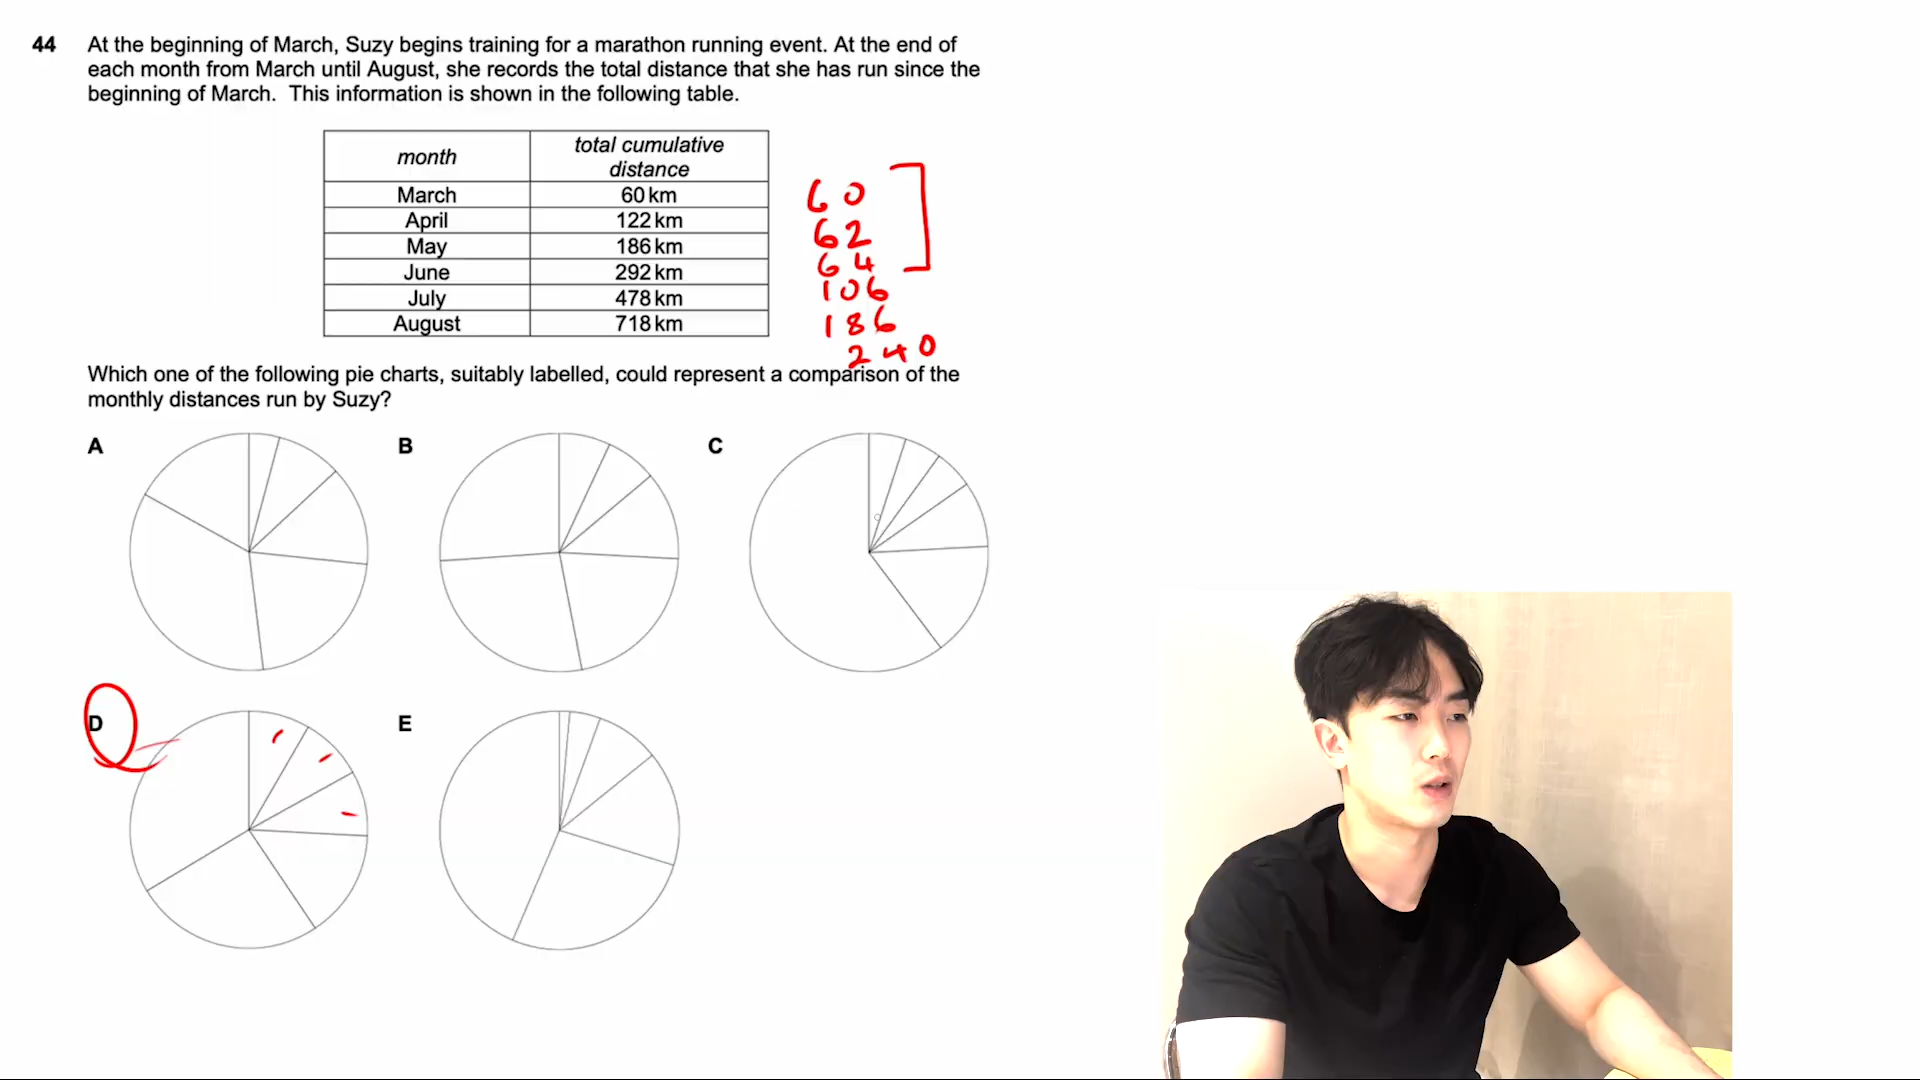 44 At the beginning of March, Suzy begins training for a marathon running event. At the end of
each month from March until August, she records the total distance that she has run since the
beginning of March. This information is shown in the following table.
month total cumulative distance
March 60 km 60
April 122 km 62
May 186 km 64
June 292 km 106
July 478 km 186
August 718 km 240
Which one of the following pie charts, suitably labelled, could represent a comparison of the
monthly distances run by Suzy?
A B C
D E